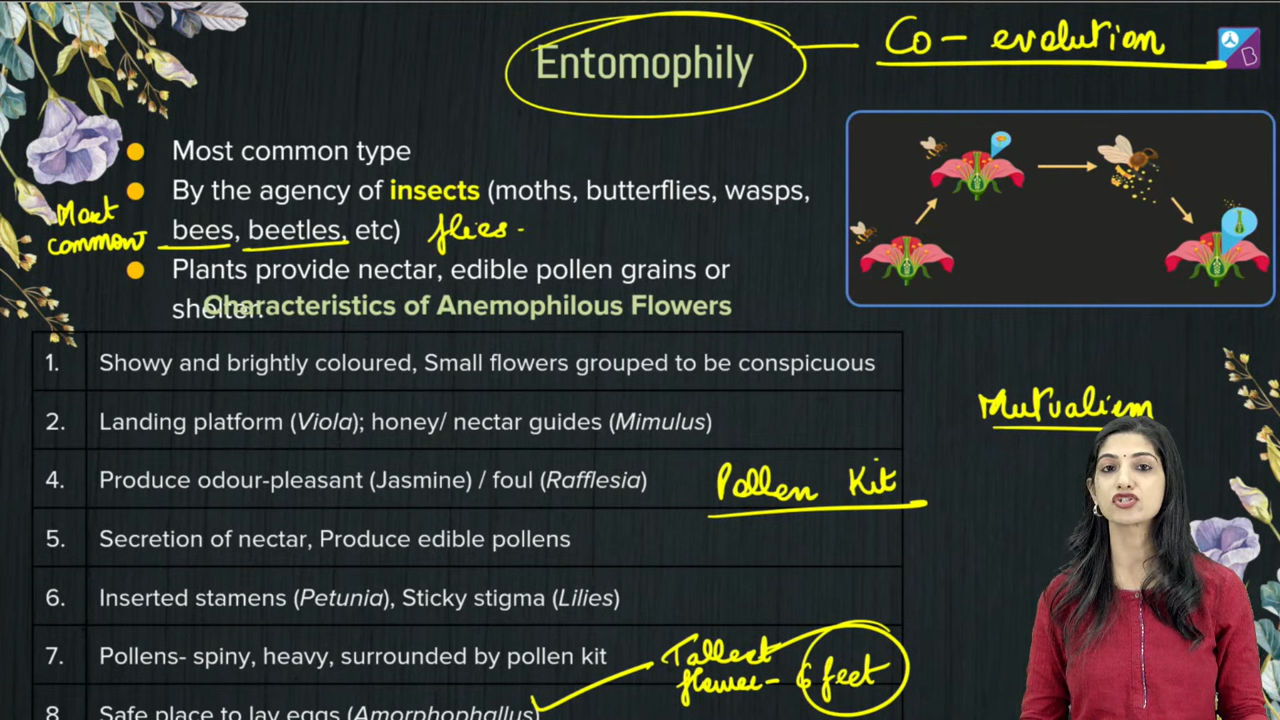 Entomophily
Co-evolution
B
Most common type
By the agency of insects (moths, butterflies, wasps,
bees, beetles, etc) flies.
Most
common
Plants provide nectar, edible pollen grains or
shelter.
Characteristics of Anemophilous Flowers
1. Showy and brightly coloured, Small flowers grouped to be conspicuous
2. Landing platform (Viola); honey/ nectar guides (Mimulus)
Mutualism
4. Produce odour-pleasant (Jasmine) / foul (Rafflesia) Pollen Kit
5. Secretion of nectar, Produce edible pollens
6. Inserted stamens (Petunia), Sticky stigma (Lilies)
7. Pollens- spiny, heavy, surrounded by pollen kit
Tallest
flower- 6 feet
8. Safe place to lay eggs (Amorphophallus)